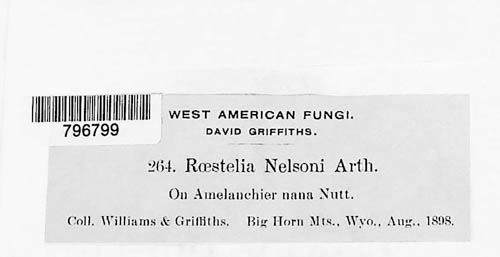 796799
WEST AMERICAN FUNGI.
DAVID GRIFFITHS.
264. Rœstelia Nelsoni Arth.
On Amelanchier nana Nutt.
Coll. Williams & Griffiths. Big Horn Mts., Wyo., Aug., 1898.